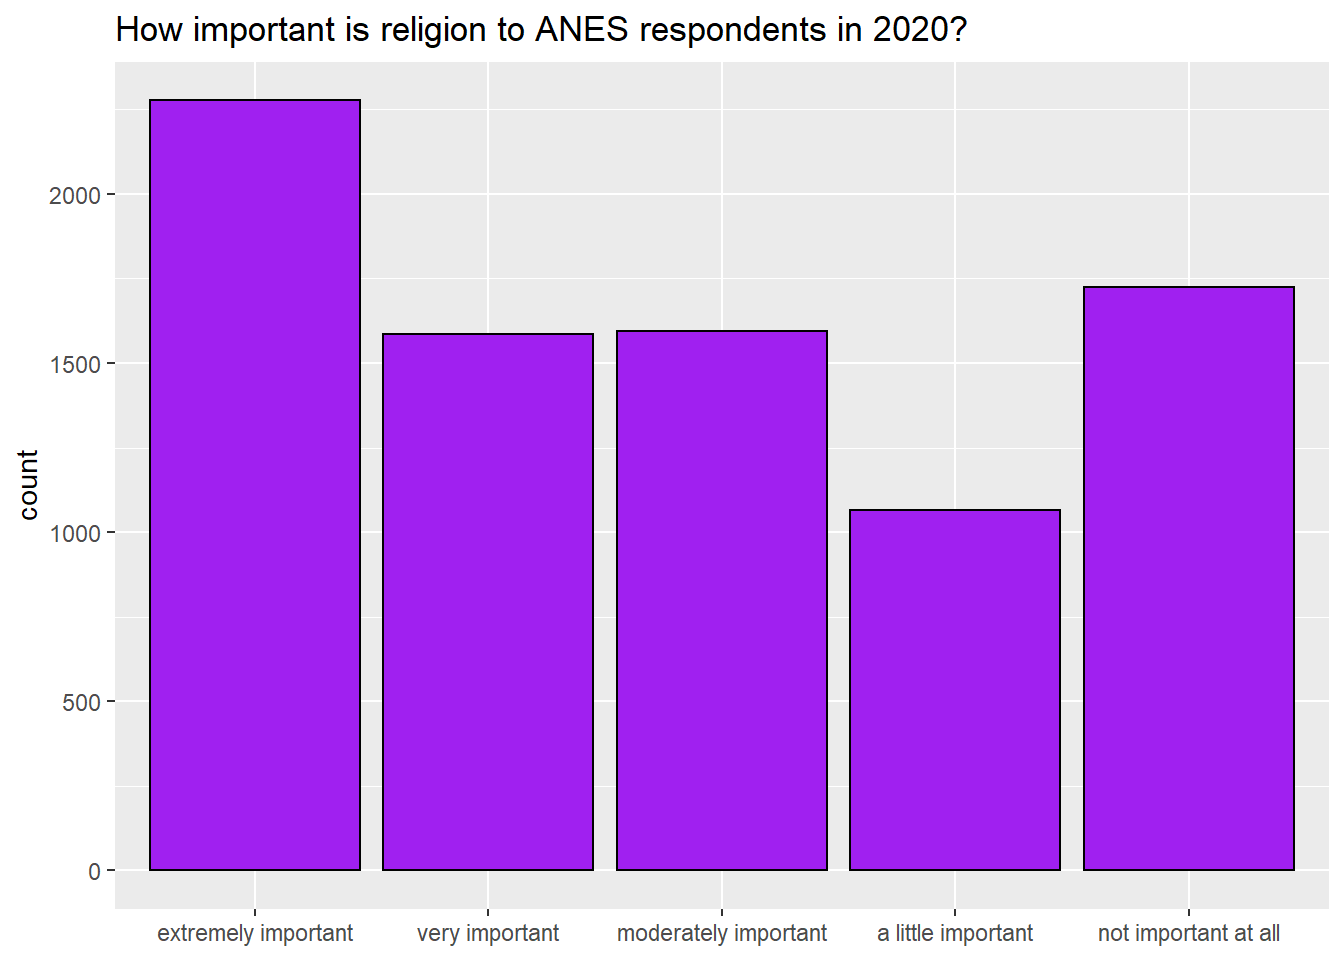 How important is religion to ANES respondents in 2020?
count
2000
1500
1000
500
0
extremely important very important moderately important a little important not important at all